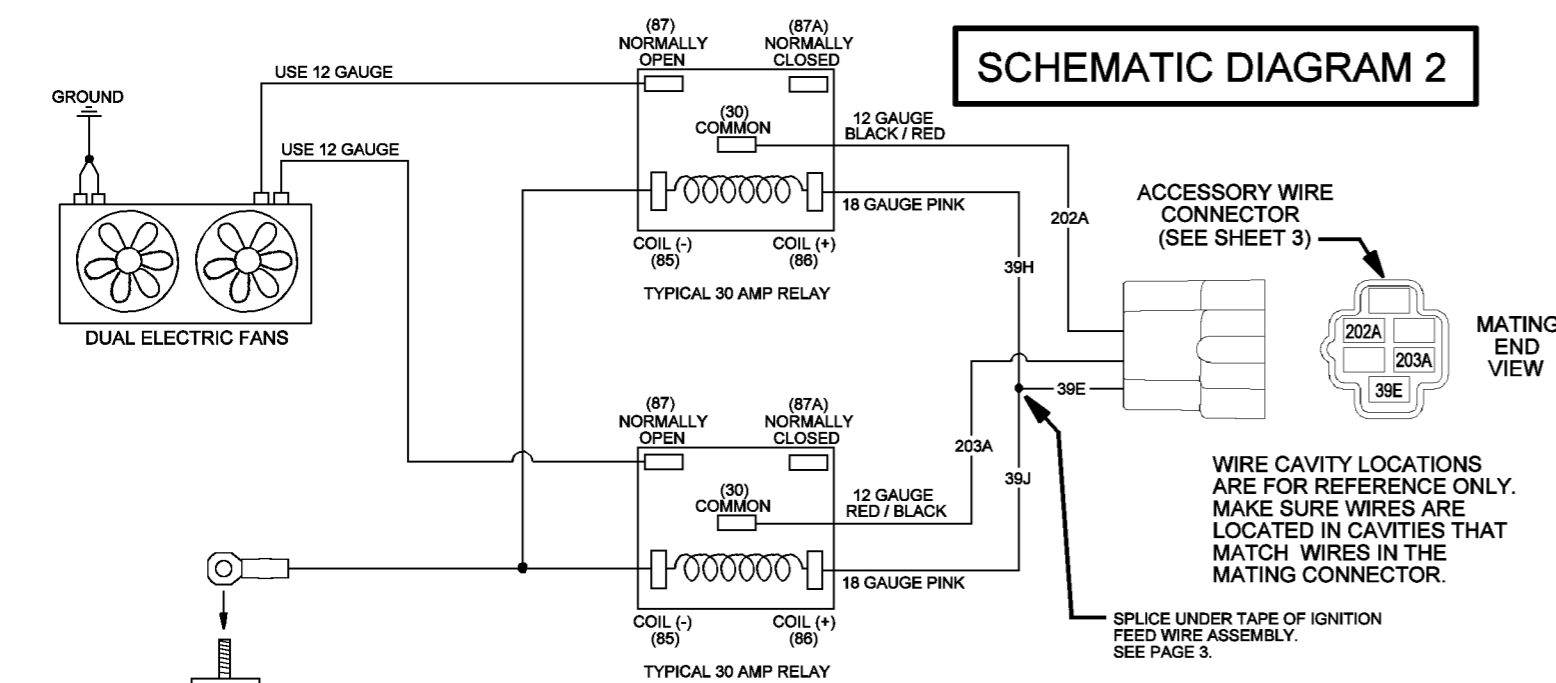 SCHEMATIC DIAGRAM 2
(87)
NORMALLY
OPEN
(87A)
NORMALLY
CLOSED
USE 12 GAUGE
GROUND
(30)
COMMON
12 GAUGE
BLACK / RED
USE 12 GAUGE
18 GAUGE PINK
202A
COIL (-)
(85)
COIL (+)
(86)
39H
TYPICAL 30 AMP RELAY
DUAL ELECTRIC FANS
ACCESSORY WIRE
CONNECTOR
(SEE SHEET 3)
202A
203A
39E
MATING
END
VIEW
39E
(87)
NORMALLY
OPEN
(87A)
NORMALLY
CLOSED
203A
39J
(30)
COMMON
12 GAUGE
RED / BLACK
18 GAUGE PINK
COIL (-)
(85)
COIL (+)
(86)
TYPICAL 30 AMP RELAY
WIRE CAVITY LOCATIONS
ARE FOR REFERENCE ONLY.
MAKE SURE WIRES ARE
LOCATED IN CAVITIES THAT
MATCH WIRES IN THE
MATING CONNECTOR.
SPLICE UNDER TAPE OF IGNITION
FEED WIRE ASSEMBLY.
SEE PAGE 3.